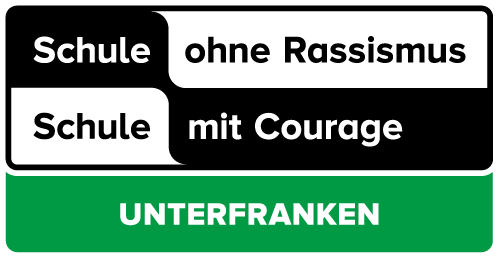 Schule ohne Rassismus
Schule mit Courage
UNTERFRANKEN